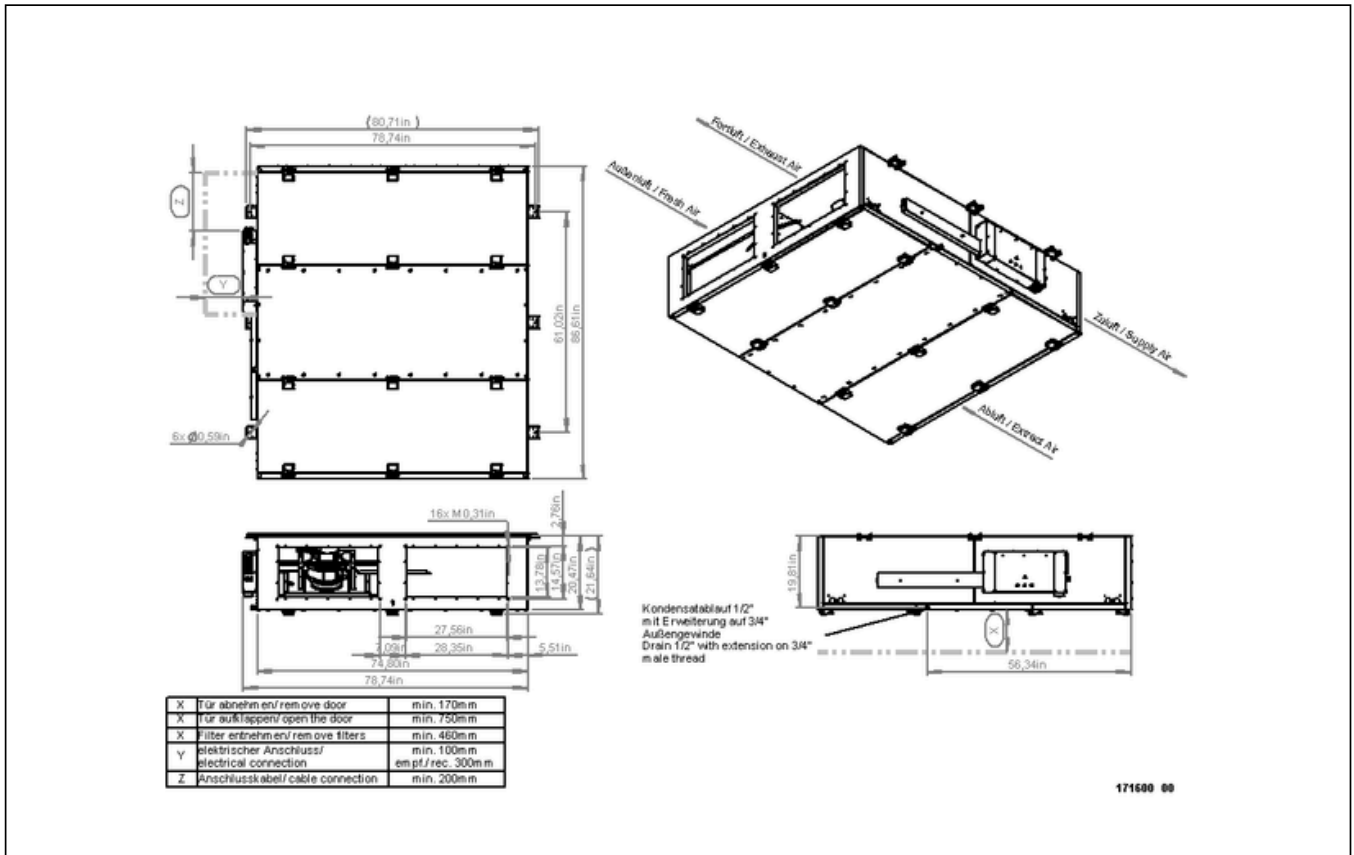 (80,71in )
78,74in
Z
Y
61,02in
86,61in
6x Ø0,59in
Fortluft / Exhaust Air
Außenluft / Fresh Air
Zuluft / Supply Air
Abluft / Extract Air
16x M0,31in
2,76in
13,78in
14,57in
20,47in
(21,64in )
27,56in
7,09in
28,35in
5,51in
74,80in
78,74in
19,81in
X
56,34in
Kondensatablauf 1/2"
mit Erweiterung auf 3/4"
Außengewinde
Drain 1/2" with extension on 3/4"
male thread
X Tür abnehmen/ remove door min. 170mm
X Tür aufklappen/ open the door min. 750mm
X Filter entnehmen/ remove filters min. 460mm
Y elektrischer Anschluss/ min. 100mm
electrical connection empf./ rec. 300mm
Z Anschlusskabel/ cable connection min. 200mm
171600 00